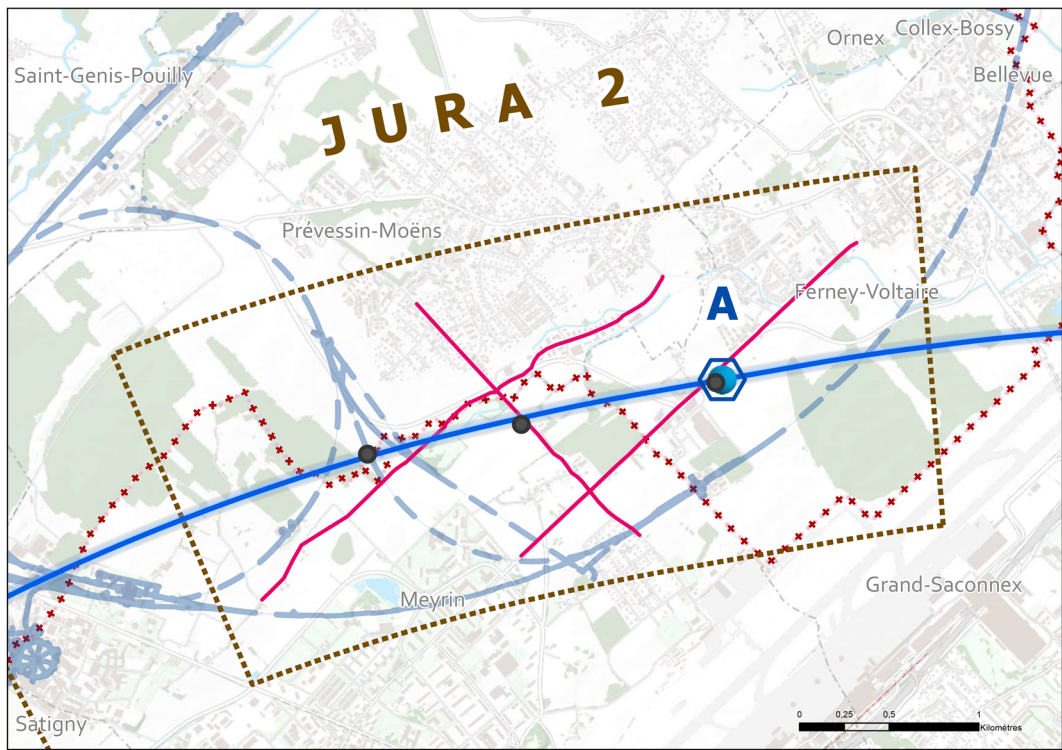 Collex-Bossy
Ornex
Saint-Genis-Pouilly
Bellevue
JURA 2
Prévessin-Moëns
Ferney-Voltaire
A
Grand-Saconnex
Meyrin
Satigny
0 0,25 0,5 1
Kilomètres